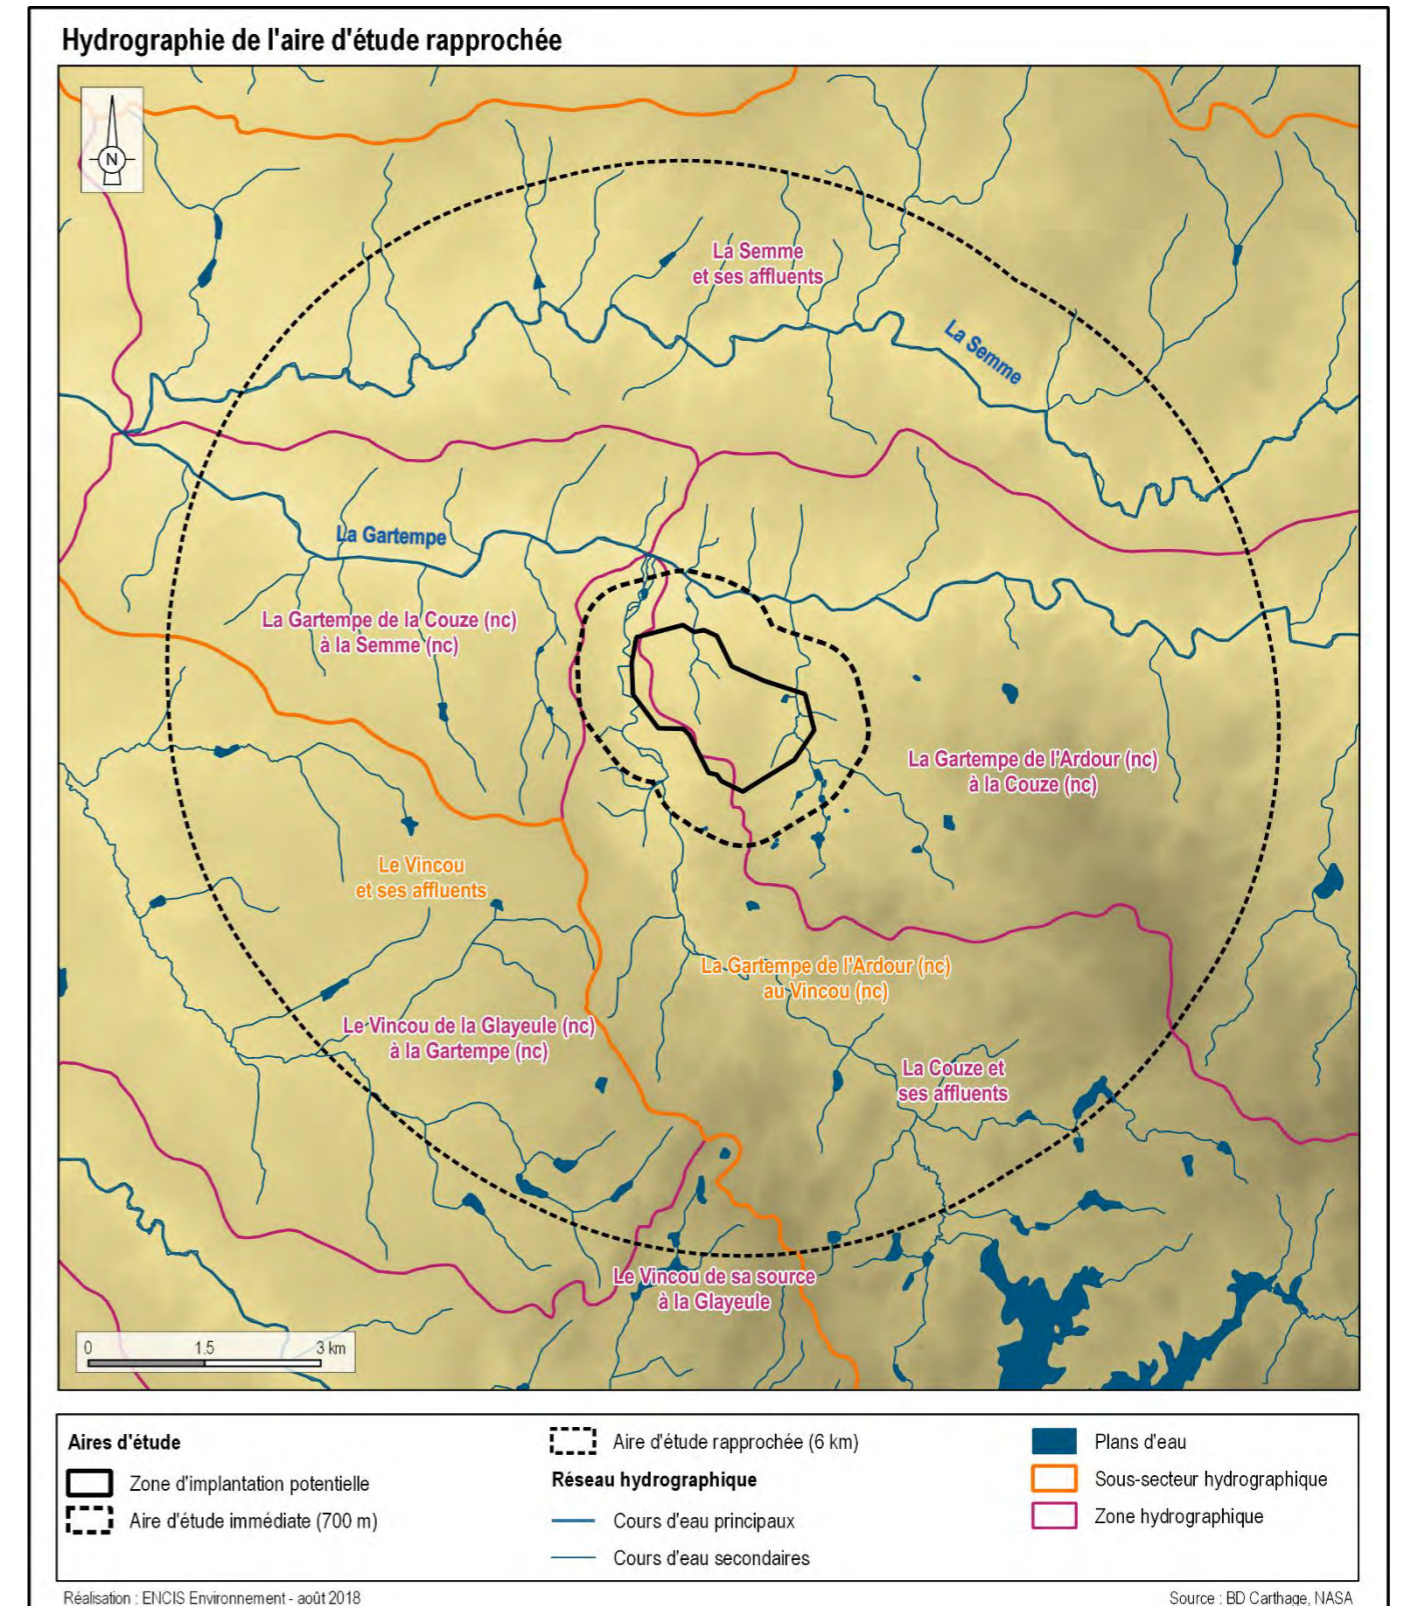 Hydrographie de l'aire d'étude rapprochée
N
La Semme
et ses affluents
La Semme
La Gartempe
La Gartempe de la Couze (nc)
à la Semme (nc)
La Gartempe de l'Ardour (nc)
à la Couze (nc)
Le Vincou
et ses affluents
La Gartempe de l'Ardour (nc)
au Vincou (nc)
Le Vincou de la Glayeule (nc)
à la Gartempe (nc)
La Couze et
ses affluents
Le Vincou de sa source
à la Glayeule
0 1.5 3 km
Aires d'étude
Zone d'implantation potentielle
Aire d'étude immédiate (700 m)
Aire d'étude rapprochée (6 km)
Réseau hydrographique
Cours d'eau principaux
Cours d'eau secondaires
Plans d'eau
Sous-secteur hydrographique
Zone hydrographique
Réalisation : ENCIS Environnement - août 2018
Source : BD Carthage, NASA